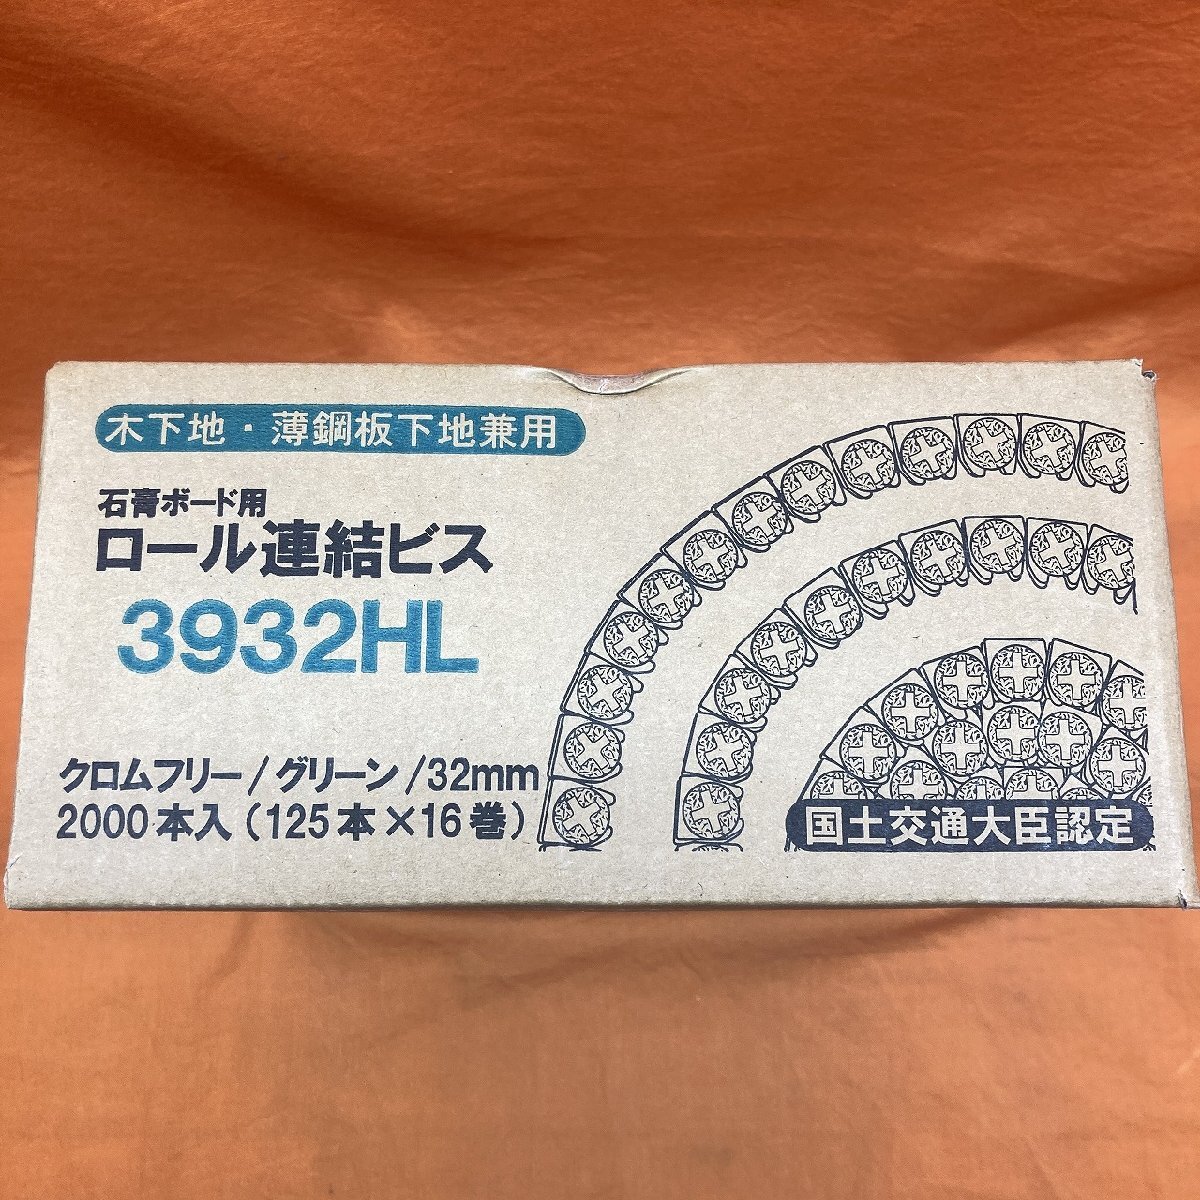 木下地・薄鋼板下地兼用
石膏ボード用
ロール連結ビス
3932HL
クロムフリー/グリーン/32mm
2000本入(125本×16巻)
国土交通大臣認定